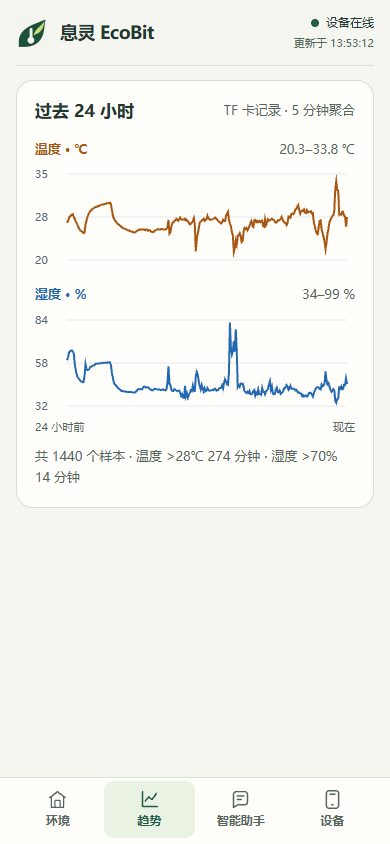 息灵 EcoBit
设备在线
更新于 13:53:12
过去 24 小时
TF 卡记录 · 5 分钟聚合
温度 • ℃
20.3–33.8 ℃
35
28
20
湿度 • %
34–99 %
84
58
32
24 小时前
现在
共 1440 个样本 · 温度 >28℃ 274 分钟 · 湿度 >70%
14 分钟
环境
趋势
智能助手
设备